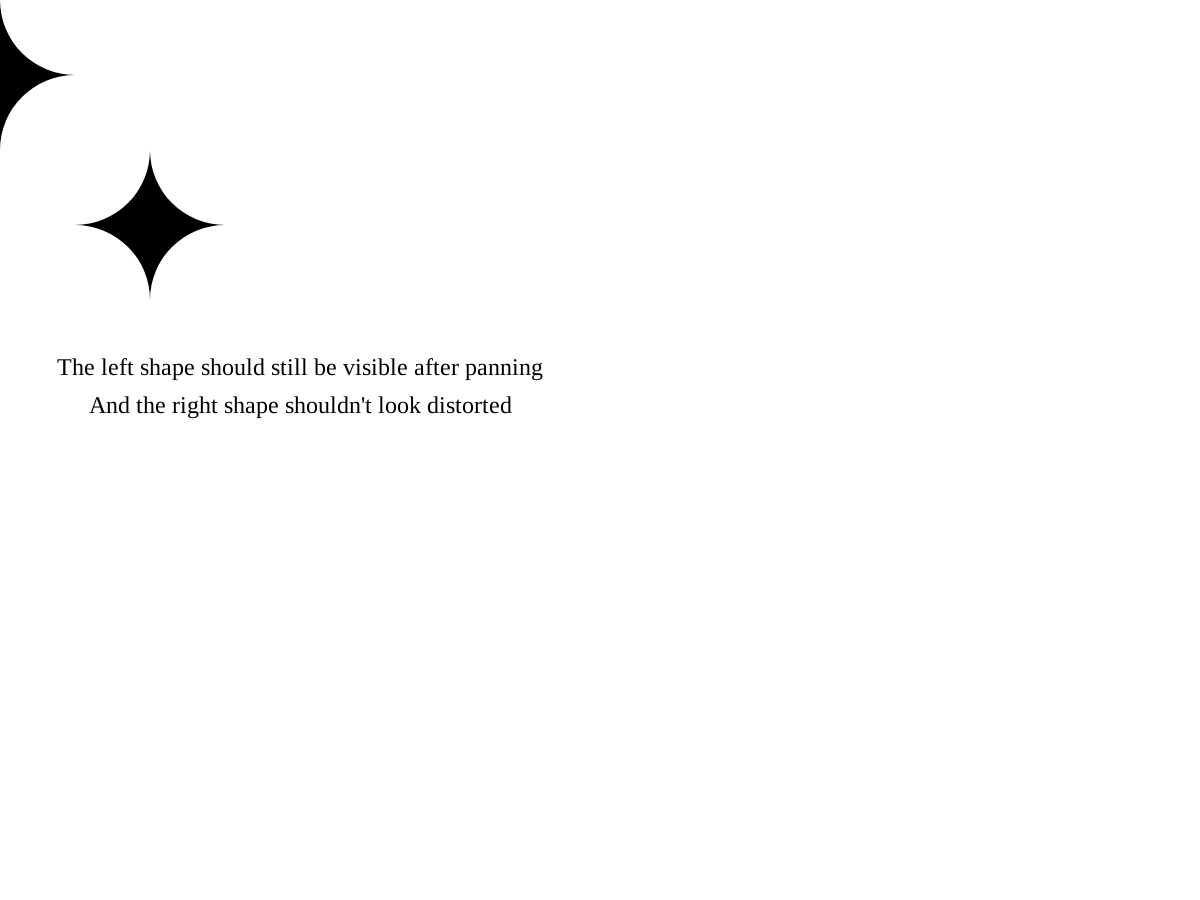 The left shape should still be visible after panning
And the right shape shouldn't look distorted